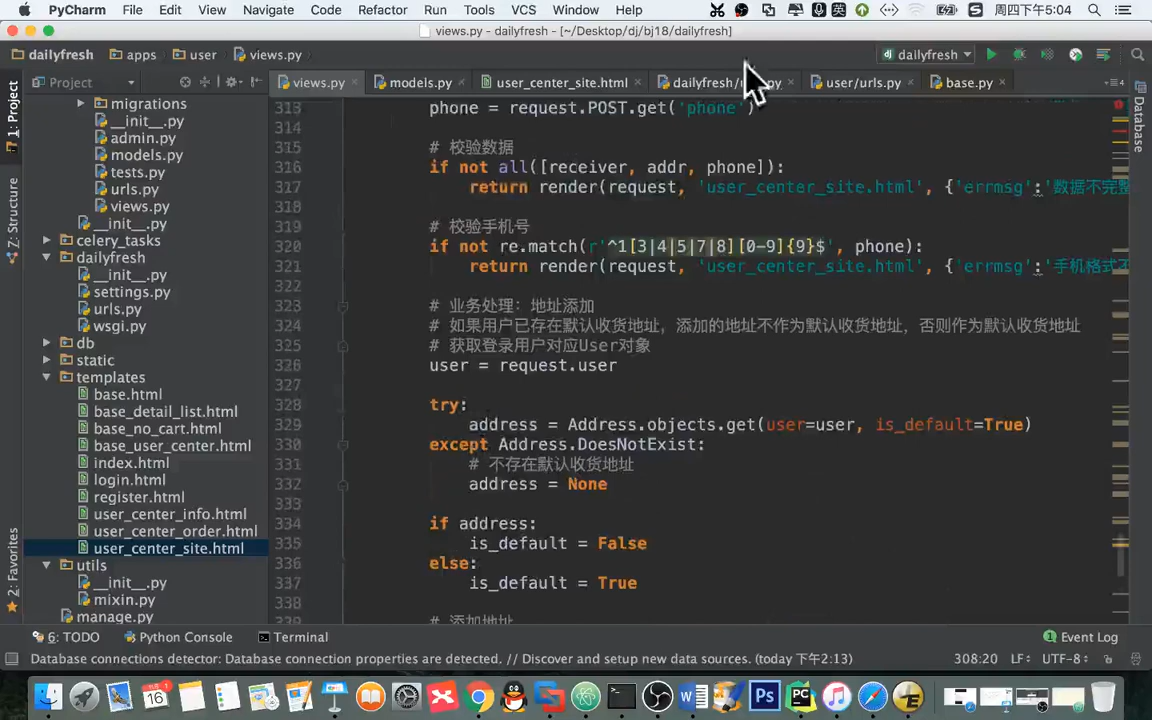 PyCharm File Edit View Navigate Code Refactor Run Tools VCS Window Help 周四下午5:04
views.py - dailyfresh - [~/Desktop/dj/bj18/dailyfresh]
dailyfresh apps user views.py dailyfresh
Project views.py models.py user_center_site.html dailyfresh/ user/urls.py base.py
1: Project
7: Structure
2: Favorites
Database
migrations
__init__.py
admin.py
models.py
tests.py
urls.py
views.py
__init__.py
celery_tasks
dailyfresh
__init__.py
settings.py
urls.py
wsgi.py
db
static
templates
base.html
base_detail_list.html
base_no_cart.html
base_user_center.html
index.html
login.html
register.html
user_center_info.html
user_center_order.html
user_center_site.html
utils
__init__.py
mixin.py
manage.py
313 phone = request.POST.get('phone')
314
315 # 校验数据
316 if not all([receiver, addr, phone]):
317 return render(request, 'user_center_site.html', {'errmsg':'数据不完整
318
319 # 校验手机号
320 if not re.match(r'^1[3|4|5|7|8][0-9]{9}$', phone):
321 return render(request, 'user_center_site.html', {'errmsg':'手机格式不
322
323 # 业务处理：地址添加
324 # 如果用户已存在默认收货地址，添加的地址不作为默认收货地址，否则作为默认收货地址
325 # 获取登录用户对应User对象
326 user = request.user
327
328 try:
329 address = Address.objects.get(user=user, is_default=True)
330 except Address.DoesNotExist:
331 # 不存在默认收货地址
332 address = None
333
334 if address:
335 is_default = False
336 else:
337 is_default = True
338
# 添加地址
6: TODO Python Console Terminal 1 Event Log
Database connections detector: Database connection properties are detected. // Discover and setup new data sources. (today 下午2:13) 308:20 LF: UTF-8: